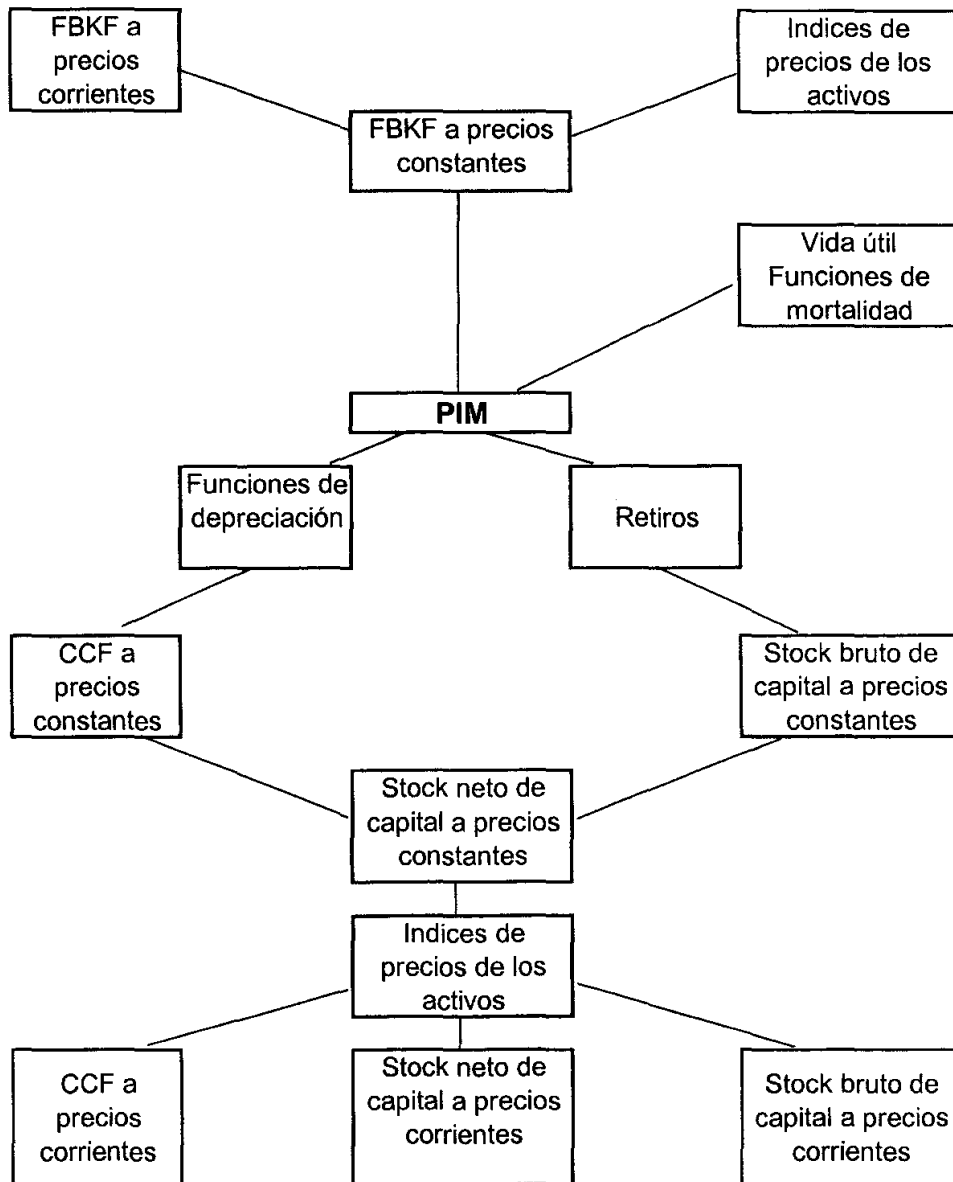 FBKF a
precios
corrientes
Indices de
precios de los
activos
FBKF a precios
constantes
Vida útil
Funciones de
mortalidad
PIM
Funciones de
depreciación
Retiros
CCF a
precios
constantes
Stock bruto de
capital a precios
constantes
Stock neto de
capital a precios
constantes
Indices de
precios de los
activos
CCF a
precios
corrientes
Stock neto de
capital a precios
corrientes
Stock bruto de
capital a precios
corrientes